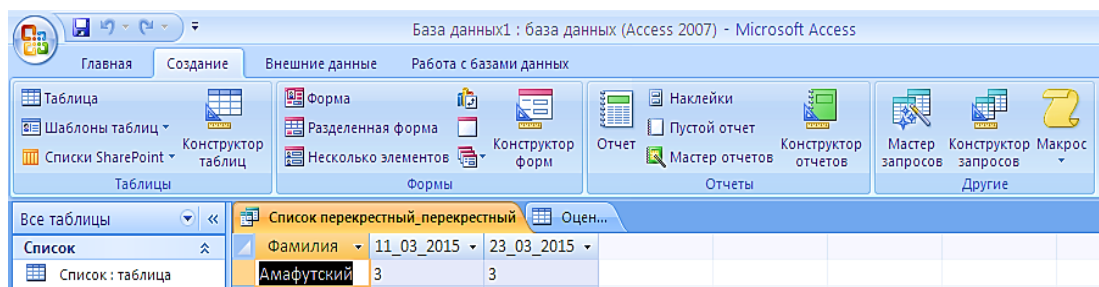 База данных1 : база данных (Access 2007) - Microsoft Access
Главная Создание Внешние данные Работа с базами данных
Таблица
Шаблоны таблиц
Списки SharePoint
Конструктор таблиц
Таблицы
Форма
Разделенная форма
Несколько элементов
Конструктор форм
Формы
Отчет
Наклейки
Пустой отчет
Мастер отчетов
Конструктор отчетов
Отчеты
Мастер запросов
Конструктор запросов
Макрос
Другие
Все таблицы
Список
Список : таблица
Список перекрестный_перекрестный Оцен...
Фамилия 11_03_2015 23_03_2015
Амафутский 3 3